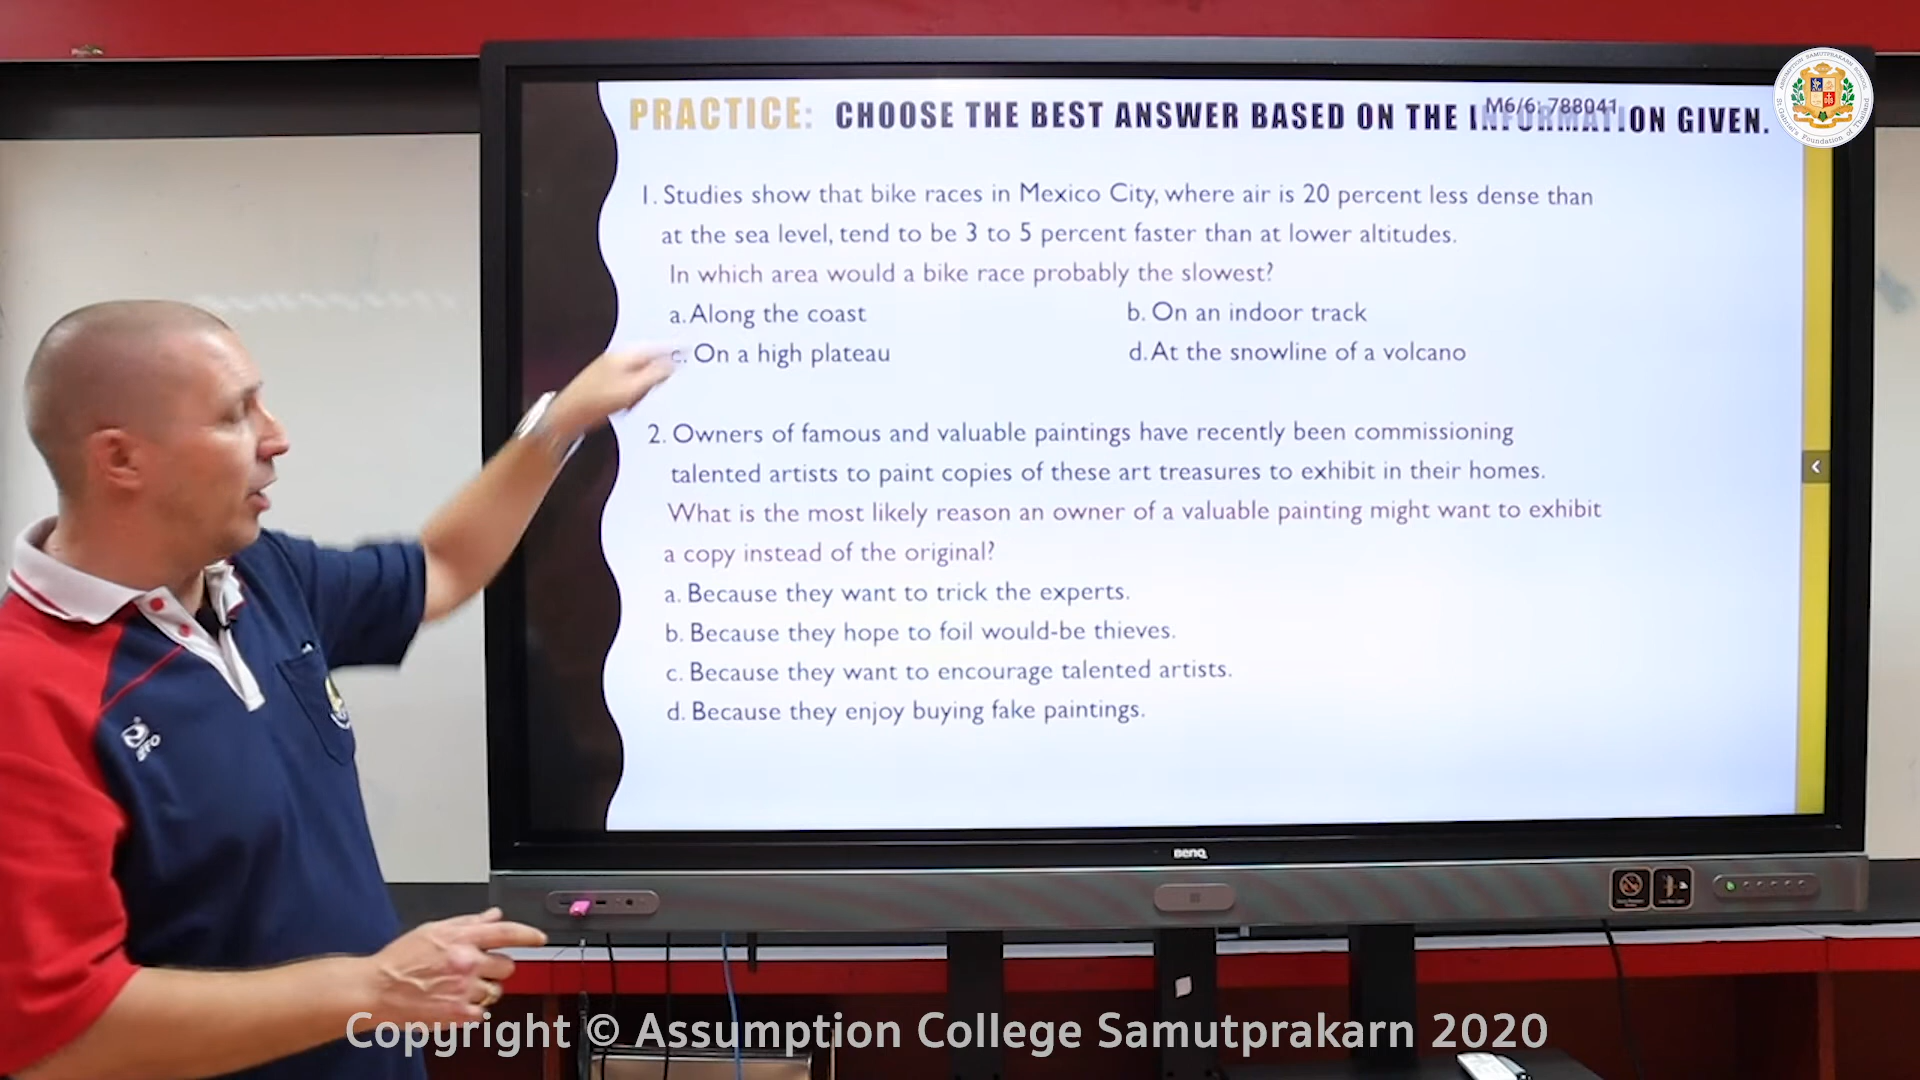 PRACTICE: CHOOSE THE BEST ANSWER BASED ON THE INFORMATION GIVEN.
M6/6: 788041
1. Studies show that bike races in Mexico City, where air is 20 percent less dense than
at the sea level, tend to be 3 to 5 percent faster than at lower altitudes.
In which area would a bike race probably the slowest?
a. Along the coast b. On an indoor track
c. On a high plateau d. At the snowline of a volcano
2. Owners of famous and valuable paintings have recently been commissioning
talented artists to paint copies of these art treasures to exhibit in their homes.
What is the most likely reason an owner of a valuable painting might want to exhibit
a copy instead of the original?
a. Because they want to trick the experts.
b. Because they hope to foil would-be thieves.
c. Because they want to encourage talented artists.
d. Because they enjoy buying fake paintings.
BenQ
Copyright © Assumption College Samutprakarn 2020